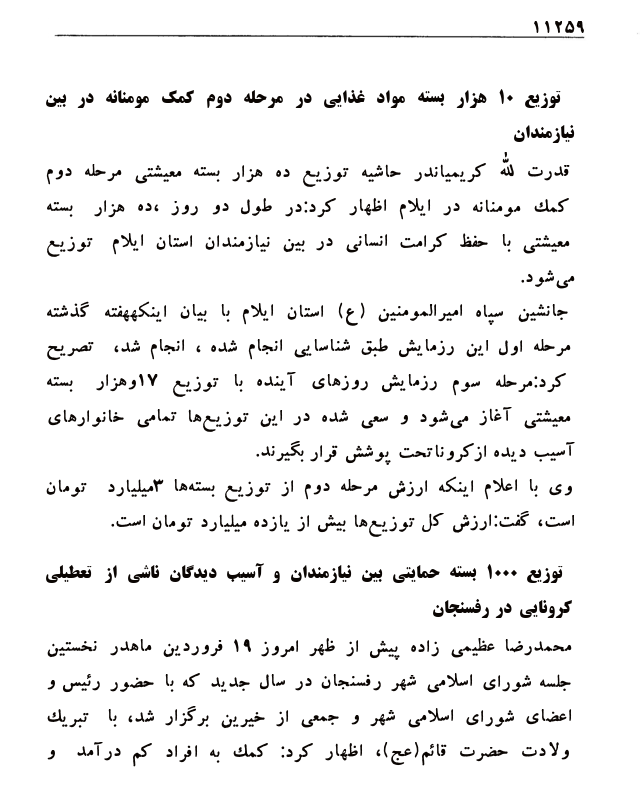 ۱۱۲۵۹
توزیع ۱۰ هزار بسته مواد غذایی در مرحله دوم کمک مومنانه در بین
نیازمندان
قدرت لله کریمیاندر حاشیه توزیع ده هزار بسته معیشتی مرحله دوم
کمک مومنانه در ایلام اظهار کرد:در طول دو روز ،ده هزار بسته
معیشتی با حفظ کرامت انسانی در بین نیازمندان استان ایلام توزیع
می‌شود.
جانشین سپاه امیرالمومنین (ع) استان ایلام با بیان اینکههفته گذشته
مرحله اول این رزمایش طبق شناسایی انجام شده ، انجام شد، تصریح
کرد:مرحله سوم رزمایش روزهای آینده با توزیع ۱۷وهزار بسته
معیشتی آغاز می‌شود و سعی شده در این توزیع‌ها تمامی خانوارهای
آسیب دیده ازکروناتحت پوشش قرار بگیرند.
وی با اعلام اینکه ارزش مرحله دوم از توزیع بسته‌ها ۳میلیارد تومان
است، گفت:ارزش کل توزیع‌ها بیش از یازده میلیارد تومان است.
توزیع ۱۰۰۰ بسته حمایتی بین نیازمندان و آسیب دیدگان ناشی از تعطیلی
کرونایی در رفسنجان
محمدرضا عظیمی زاده پیش از ظهر امروز ۱۹ فروردین ماهدر نخستین
جلسه شورای اسلامی شهر رفسنجان در سال جدید که با حضور رئیس و
اعضای شورای اسلامی شهر و جمعی از خیرین برگزار شد، با تبریک
ولادت حضرت قائم(عج)، اظهار کرد: کمک به افراد کم درآمد و